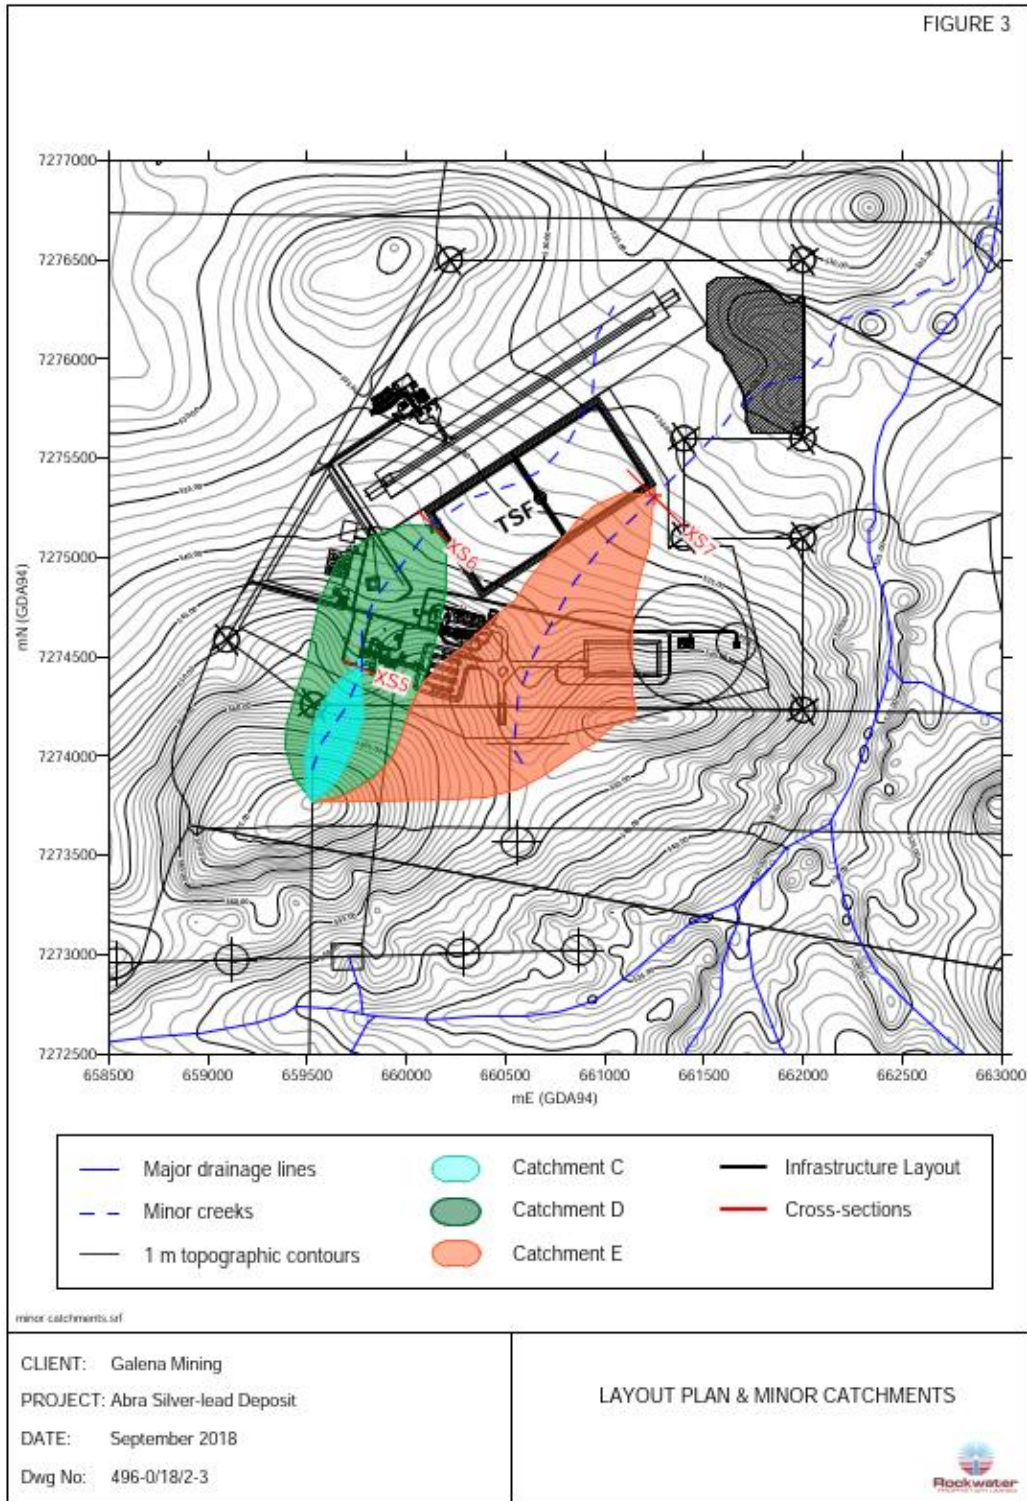 FIGURE 3
7277000
7276500
7276000
7275500
7275000
7274500
7274000
7273500
7273000
7272500
mN (GDA94)
TSF
XS6
XS7
XS5
658500 659000 659500 660000 660500 661000 661500 662000 662500 663000
mE (GDA94)
Major drainage lines
Minor creeks
1 m topographic contours
Catchment C
Catchment D
Catchment E
Infrastructure Layout
Cross-sections
minor catchments.srf
CLIENT: Galena Mining
PROJECT: Abra Silver-lead Deposit
DATE: September 2018
Dwg No: 496-0/18/2-3
LAYOUT PLAN & MINOR CATCHMENTS
Rockwater